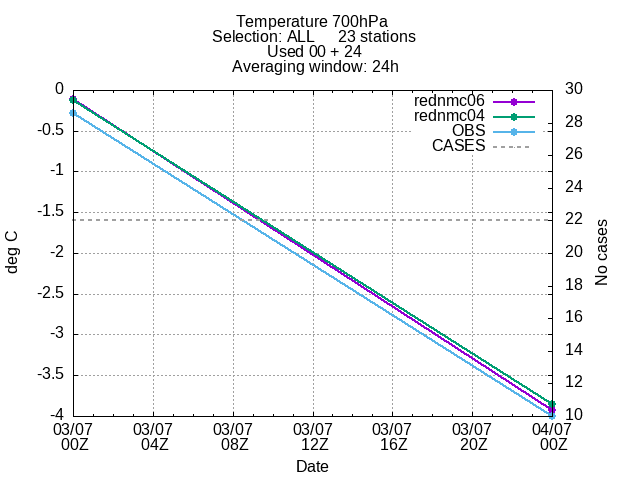 Temperature 700hPa
Selection: ALL 23 stations
Used 00 + 24
Averaging window: 24h
rednmc06
rednmc04
OBS
CASES
deg C
0
-0.5
-1
-1.5
-2
-2.5
-3
-3.5
-4
No cases
30
28
26
24
22
20
18
16
14
12
10
03/07 03/07 03/07 03/07 03/07 03/07 04/07
00Z 04Z 08Z 12Z 16Z 20Z 00Z
Date